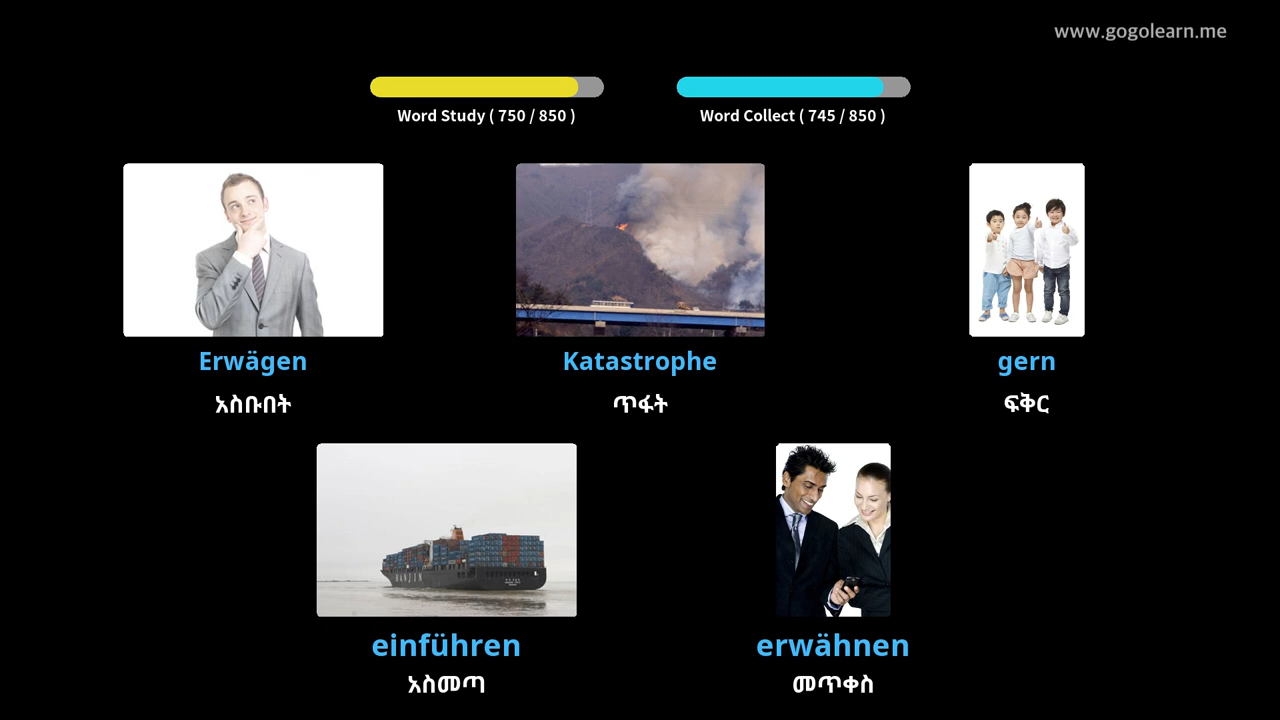 www.gogolearn.me
Word Study ( 750 / 850 )
Word Collect ( 745 / 850 )
Erwägen
Katastrophe
gern
አስቡበት
ጥፋት
ፍቅር
HANJIN
einführen
erwähnen
አስመጣ
መጥቀስ